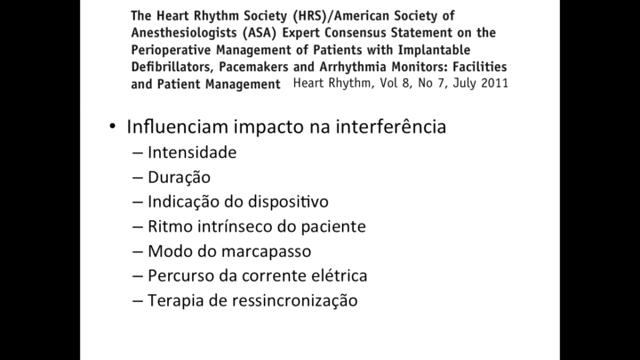 The Heart Rhythm Society (HRS)/American Society of
Anesthesiologists (ASA) Expert Consensus Statement on the
Perioperative Management of Patients with Implantable
Defibrillators, Pacemakers and Arrhythmia Monitors: Facilities
and Patient Management Heart Rhythm, Vol 8, No 7, July 2011
• Influenciam impacto na interferência
– Intensidade
– Duração
– Indicação do dispositivo
– Ritmo intrínseco do paciente
– Modo do marcapasso
– Percurso da corrente elétrica
– Terapia de ressincronização